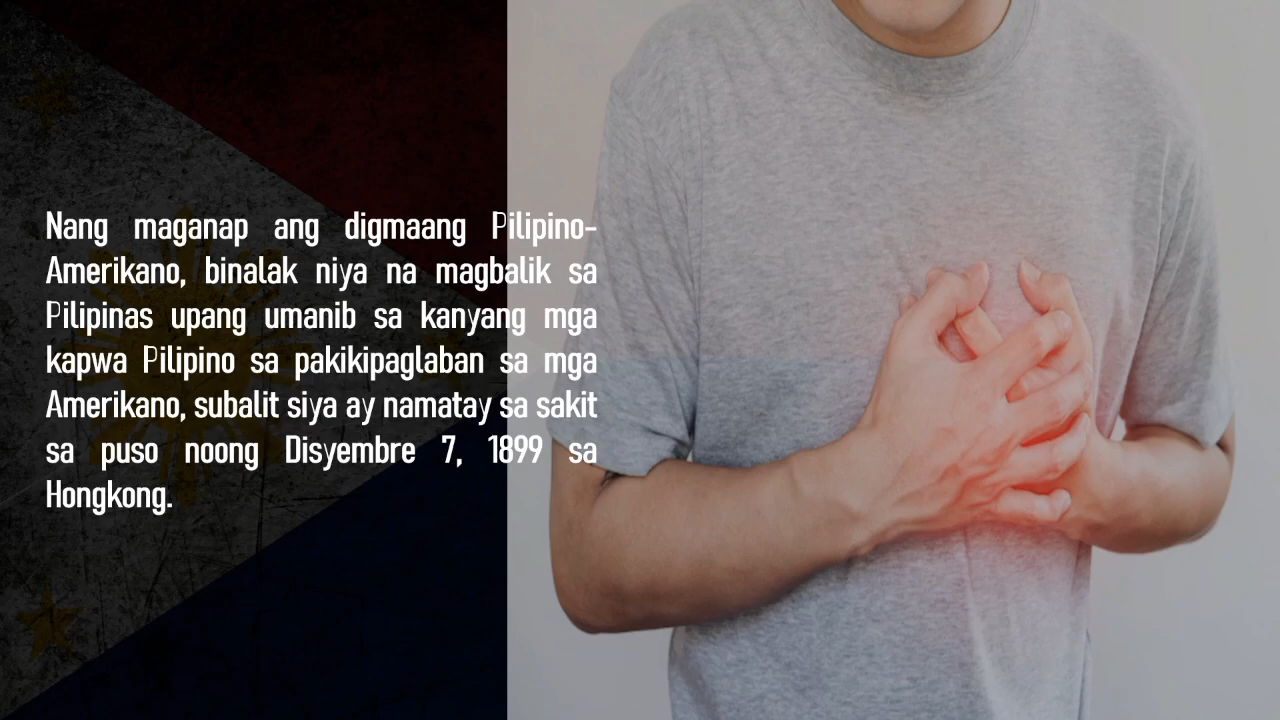 Nang maganap ang digmaang Pilipino-
Amerikano, binalak niya na magbalik sa
Pilipinas upang umanib sa kanyang mga
kapwa Pilipino sa pakikipaglaban sa mga
Amerikano, subalit siya ay namatay sa sakit
sa puso noong Disyembre 7, 1899 sa
Hongkong.